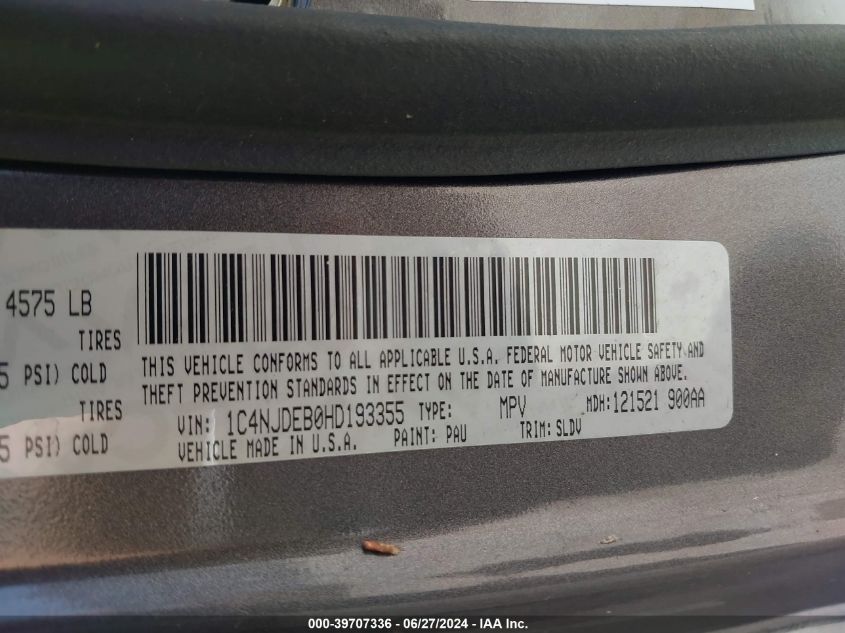 4575 LB
TIRES
5 PSI) COLD
TIRES
5 PSI) COLD
THIS VEHICLE CONFORMS TO ALL APPLICABLE U.S.A. FEDERAL MOTOR VEHICLE SAFETY AND
THEFT PREVENTION STANDARDS IN EFFECT ON THE DATE OF MANUFACTURE SHOWN ABOVE.
VIN: 1C4NJDEB0HD193355 TYPE: MPV MDH:121521 900AA
VEHICLE MADE IN U.S.A. PAINT: PAU TRIM: SLDV
000-39707336 - 06/27/2024 - IAA Inc.